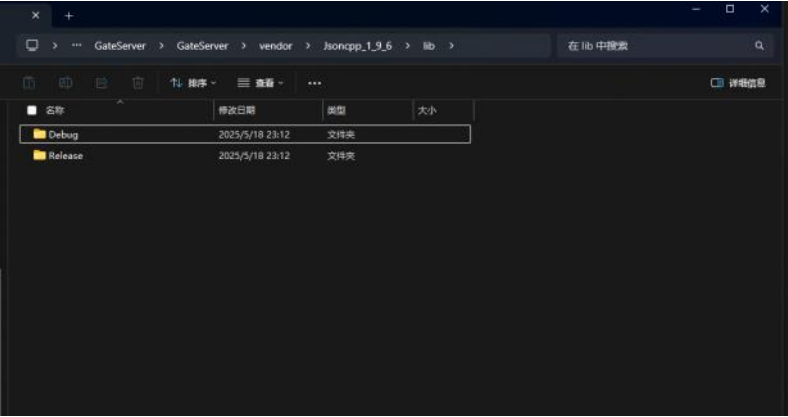 GateServer > GateServer > vendor > Jsoncpp_1_9_6 > lib >
在 lib 中搜索
排序
查看
详细信息
名称 修改日期 类型 大小
Debug 2025/5/18 23:12 文件夹
Release 2025/5/18 23:12 文件夹